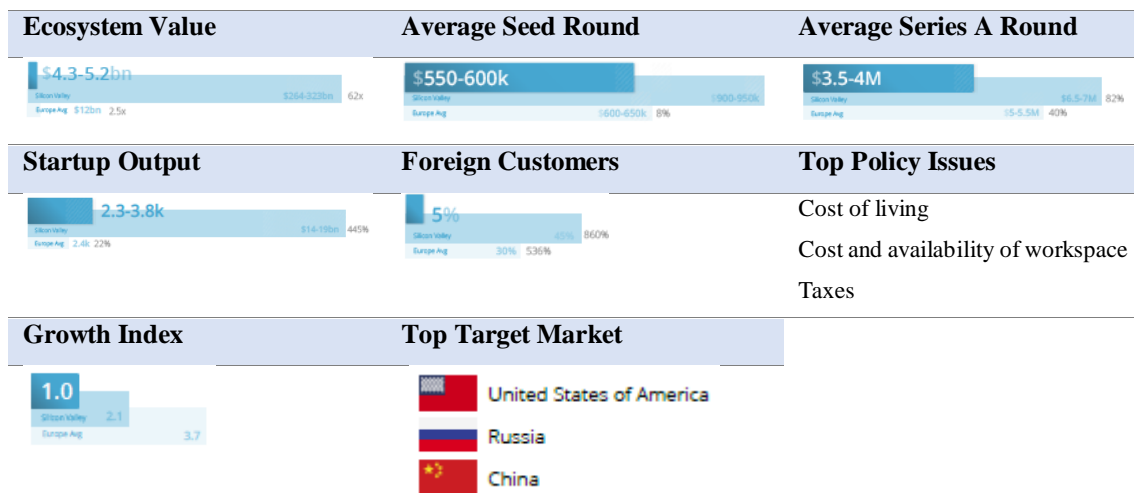 Ecosystem Value
Average Seed Round
Average Series A Round
$4.3-5.2bn
Silicon Valley $264-323bn 62x
Europe Avg $12bn 2.5x
$550-600k
Silicon Valley $900-950k
Europe Avg $600-650k 8%
$3.5-4M
Silicon Valley $6.5-7M 82%
Europe Avg $5-5.5M 40%
Startup Output
Foreign Customers
Top Policy Issues
2.3-3.8k
Silicon Valley $14-19bn 445%
Europe Avg 2.4k 22%
5%
Silicon Valley 45% 860%
Europe Avg 30% 536%
Cost of living
Cost and availability of workspace
Taxes
Growth Index
Top Target Market
1.0
Silicon Valley 2.1
Europe Avg 3.7
United States of America
Russia
China